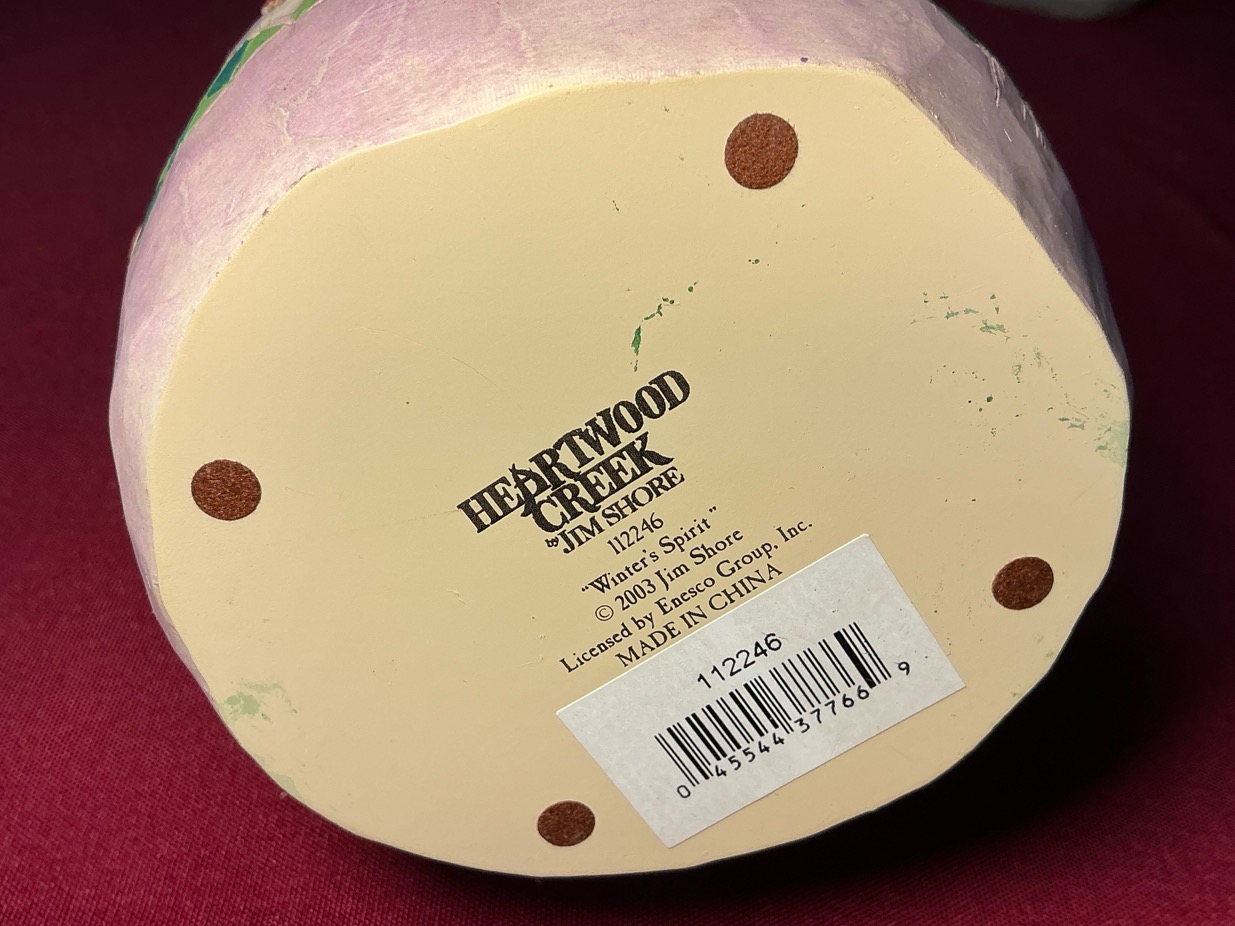 HEARTWOOD
CREEK
by JIM SHORE
112246
"Winter's Spirit"
© 2003 Jim Shore
Licensed by Enesco Group, Inc.
MADE IN CHINA
112246
0 45544 37766 9